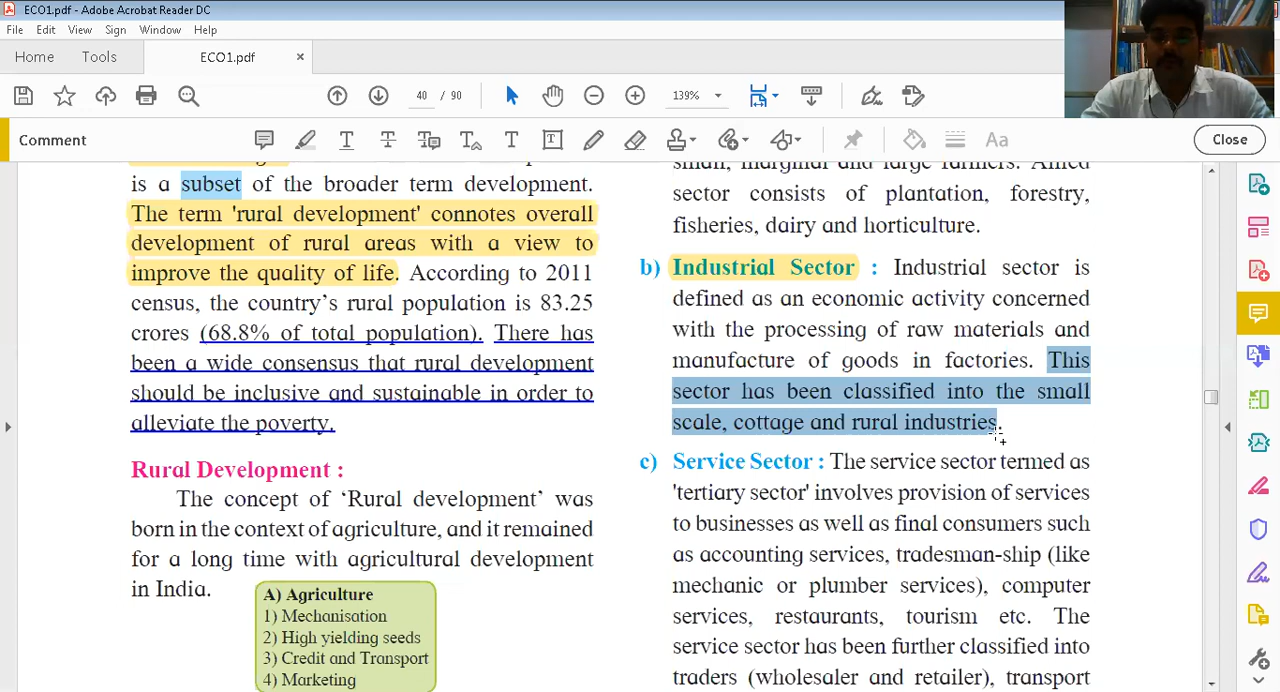 ECO1.pdf - Adobe Acrobat Reader DC
File Edit View Sign Window Help
Home Tools ECO1.pdf ×
40 / 90 139%
Comment
Aa
Close
is a subset of the broader term development.
The term 'rural development' connotes overall
development of rural areas with a view to
improve the quality of life. According to 2011
census, the country's rural population is 83.25
crores (68.8% of total population). There has
been a wide consensus that rural development
should be inclusive and sustainable in order to
alleviate the poverty.
Rural Development :
The concept of ‘Rural development’ was
born in the context of agriculture, and it remained
for a long time with agricultural development
in India.
A) Agriculture
1) Mechanisation
2) High yielding seeds
3) Credit and Transport
4) Marketing
small, marginal and large farmers. Allied
sector consists of plantation, forestry,
fisheries, dairy and horticulture.
b) Industrial Sector : Industrial sector is
defined as an economic activity concerned
with the processing of raw materials and
manufacture of goods in factories. This
sector has been classified into the small
scale, cottage and rural industries.
c) Service Sector : The service sector termed as
'tertiary sector' involves provision of services
to businesses as well as final consumers such
as accounting services, tradesman-ship (like
mechanic or plumber services), computer
services, restaurants, tourism etc. The
service sector has been further classified into
traders (wholesaler and retailer), transport